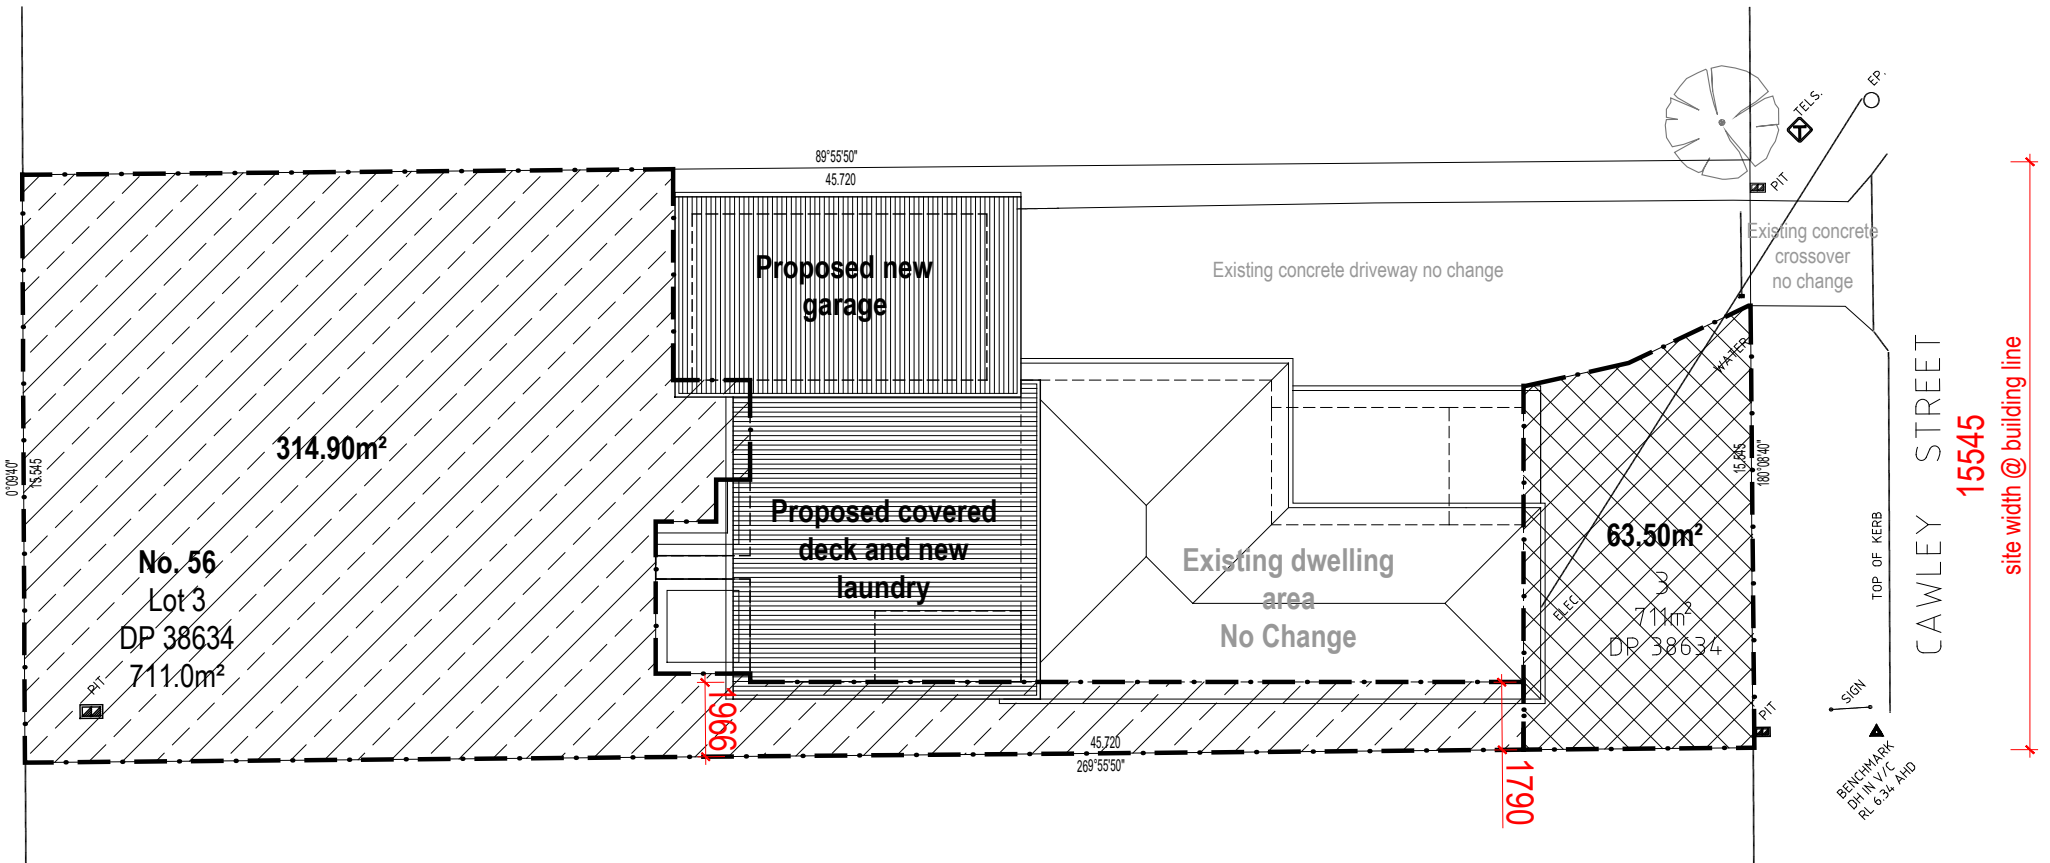 EP.
TELS.
PIT
89°55'50"
45.720
Existing concrete
crossover
no change
Proposed new
garage
Existing concrete driveway no change
WATER
314.90m²
0°09'40"
15.545
15.545
180°08'40"
CAWLEY STREET
15545
site width @ building line
Proposed covered
deck and new
laundry
Existing dwelling
area
No Change
63.50m²
3
711m²
DP 38634
ELEC
TOP OF KERB
No. 56
Lot 3
DP 38634
711.0m²
PIT
1966
1790
45.720
269°55'50"
SIGN
PIT
BENCHMARK
DH IN V/C
RL 6.34 AHD